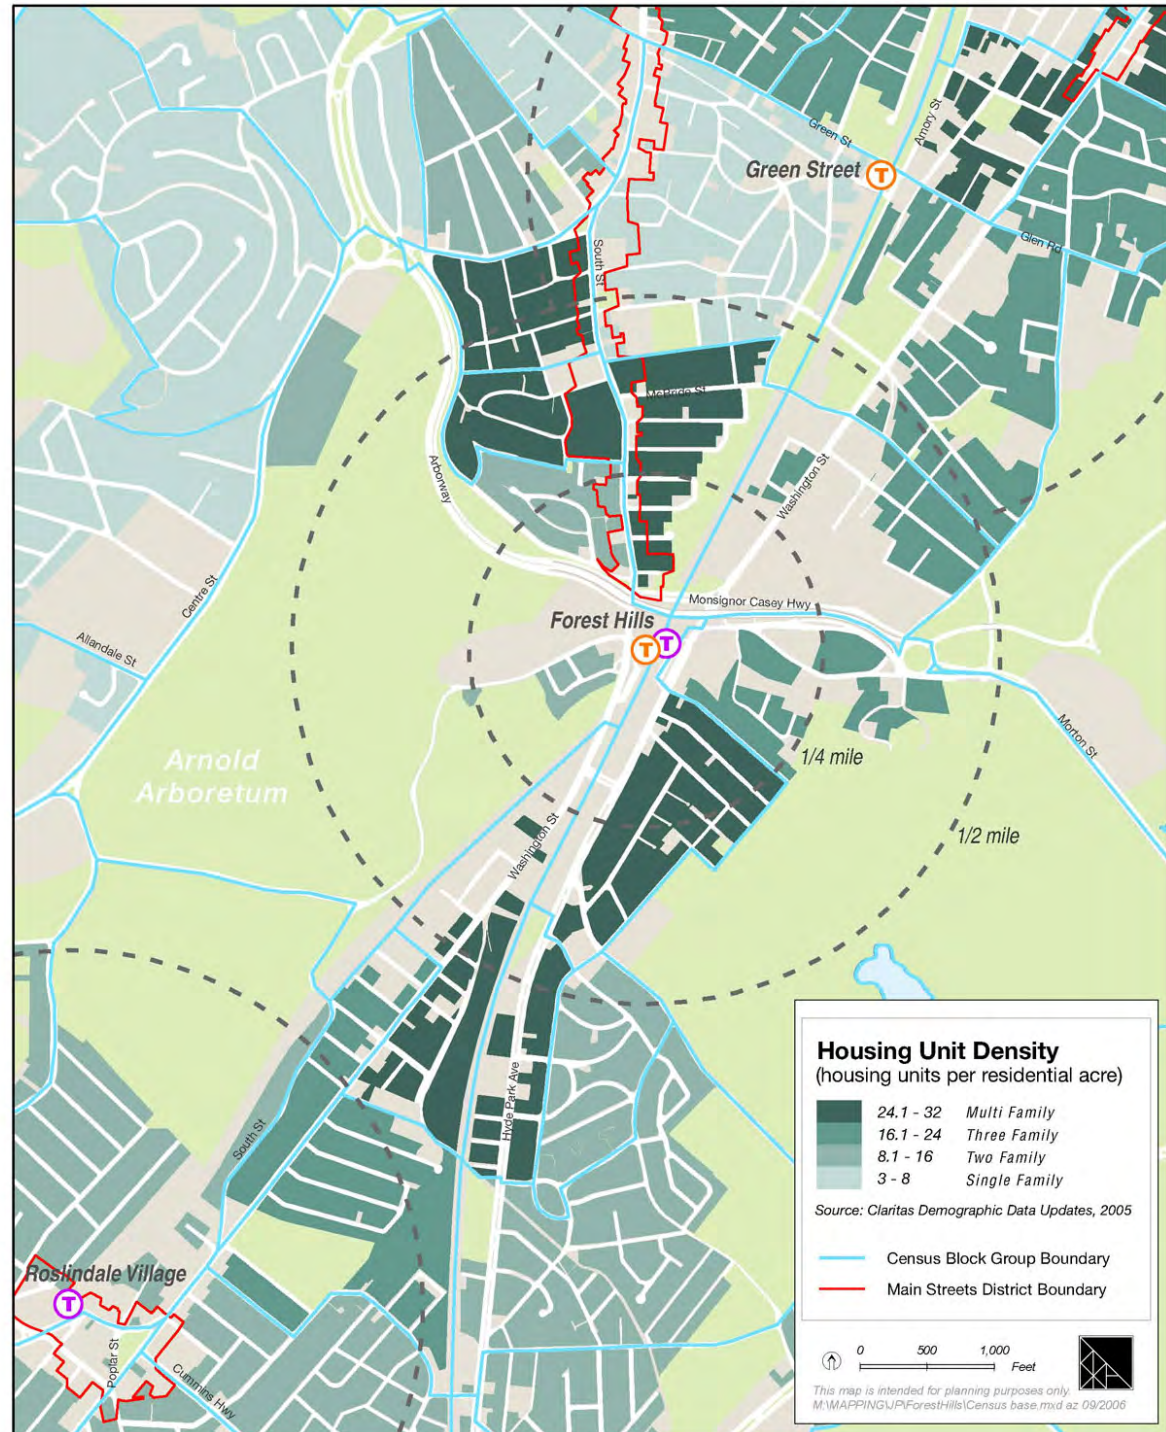 Green St
Amory St
Green Street
T
Glen Rd
South St
McBride St
Arborway
Washington St
Centre St
Allandale St
Monsignor Casey Hwy
Forest Hills
T
T
Morton St
Arnold
Arboretum
1/4 mile
1/2 mile
Washington St
Hyde Park Ave
South St
Roslindale Village
T
Poplar St
Cummins Hwy
Housing Unit Density
(housing units per residential acre)
24.1 - 32 Multi Family
16.1 - 24 Three Family
8.1 - 16 Two Family
3 - 8 Single Family
Source: Claritas Demographic Data Updates, 2005
Census Block Group Boundary
Main Streets District Boundary
0 500 1,000
Feet
This map is intended for planning purposes only.
M:\MAPPING\JP\ForestHills\Census base.mxd az 09/2006